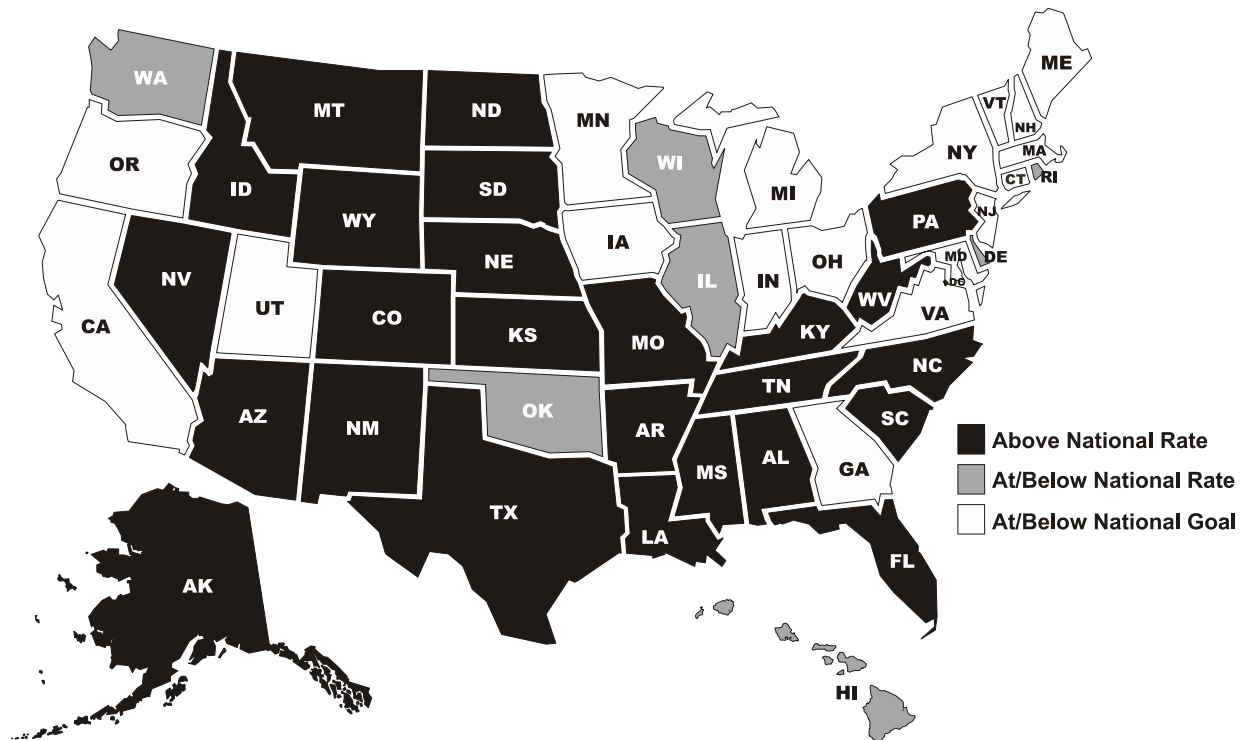 ME
WA
VT
MT
ND
MN
NH
OR
NY
MA
WI
CT
RI
ID
SD
MI
WY
PA
NJ
IA
NE
OH
MD
DE
NV
IL
IN
DC
UT
WV
CA
CO
VA
KS
MO
KY
NC
TN
AZ
OK
NM
AR
SC
Above National Rate
AL
GA
MS
At/Below National Rate
TX
At/Below National Goal
LA
FL
AK
HI